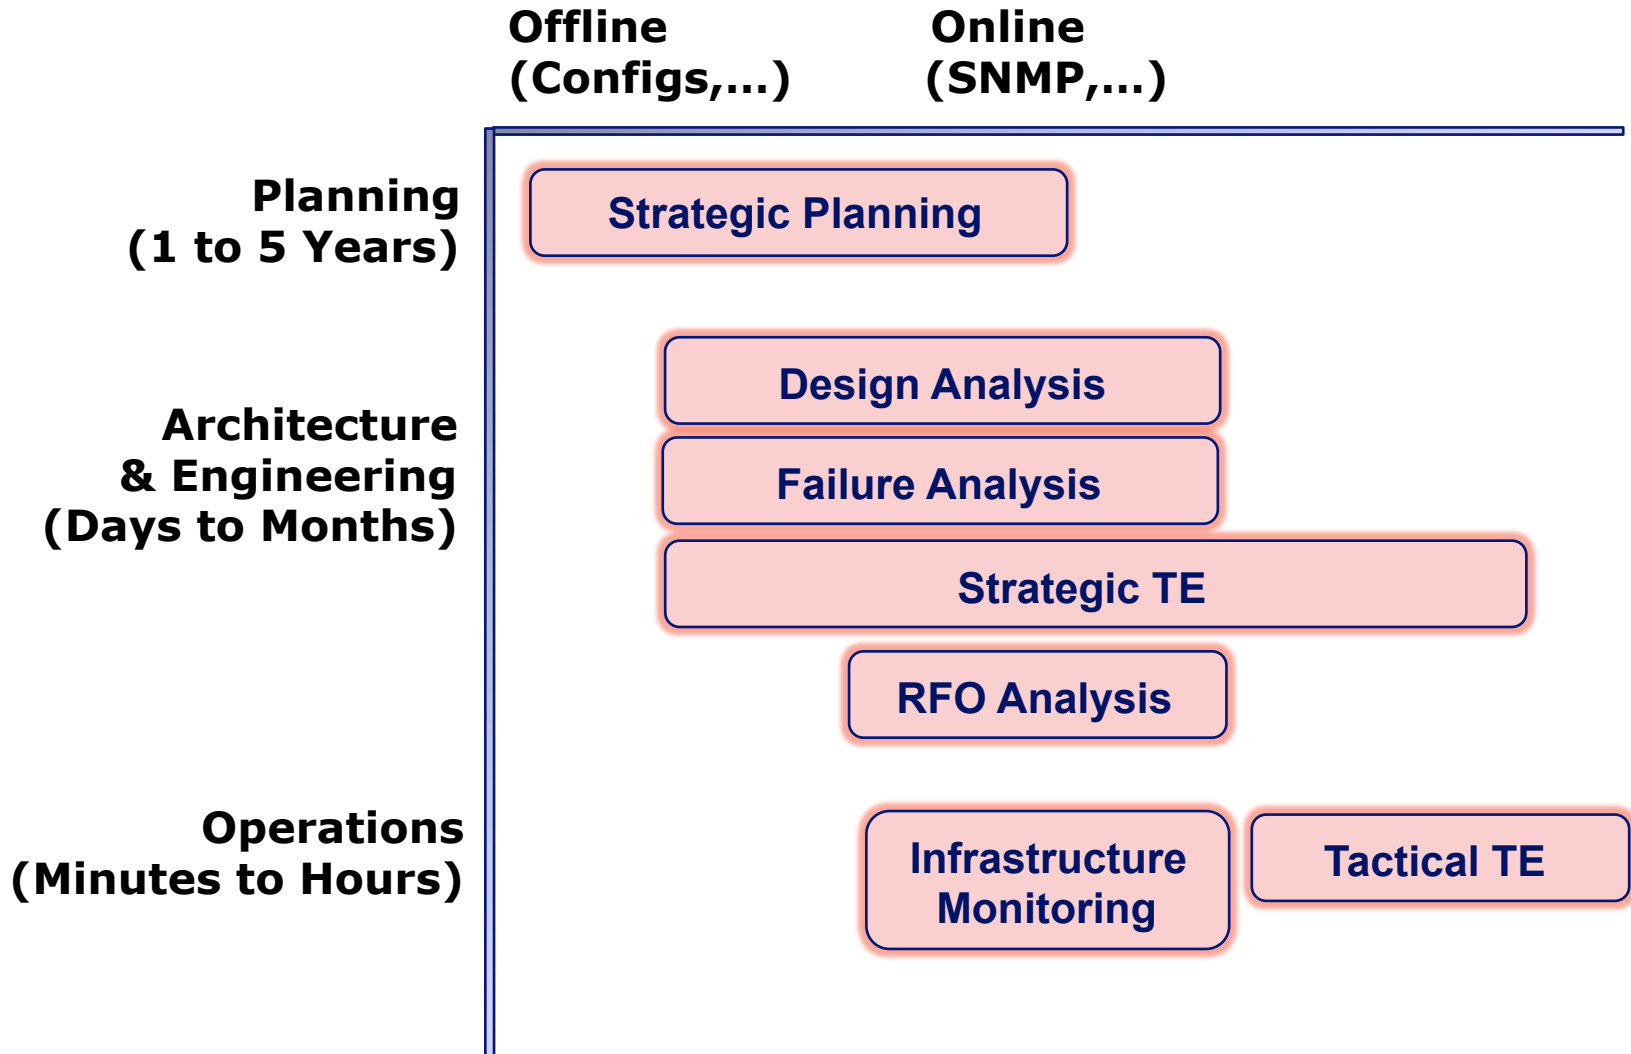 Offline
(Configs,...)
Online
(SNMP,...)
Planning
(1 to 5 Years)
Strategic Planning
Architecture
& Engineering
(Days to Months)
Design Analysis
Failure Analysis
Strategic TE
RFO Analysis
Operations
(Minutes to Hours)
Infrastructure
Monitoring
Tactical TE